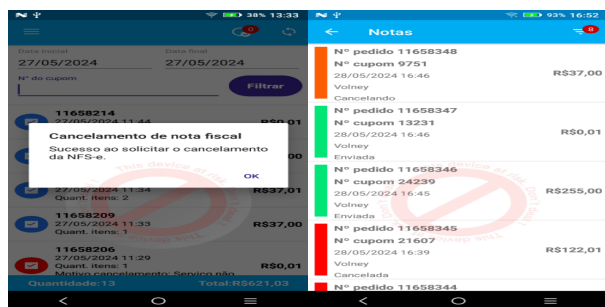 38% 13:33
Data inicial
Data final
27/05/2024
27/05/2024
Nº do cupom
Filtrar
11658214
27/05/2024 11:44
R$0,01
Cancelamento de nota fiscal
Sucesso ao solicitar o cancelamento
da NFS-e.
OK
27/05/2024 11:34
Quant. itens: 2
R$37,01
11658209
27/05/2024 11:33
Quant. itens: 1
R$37,00
11658206
27/05/2024 11:29
Quant. itens: 1
R$0,01
Motivo cancelamento: Serviço não
Quantidade:13
Total:R$621,03
This device at risk. Don't
93% 16:52
Notas
Nº pedido 11658348
Nº cupom 9751
28/05/2024 16:46
R$37,00
Volney
Cancelando
Nº pedido 11658347
Nº cupom 13231
28/05/2024 16:46
R$0,01
Volney
Enviada
Nº pedido 11658346
Nº cupom 24239
28/05/2024 16:45
R$255,00
Volney
Enviada
Nº pedido 11658345
Nº cupom 21607
28/05/2024 16:39
R$122,01
Volney
Cancelada
Nº pedido 11658344